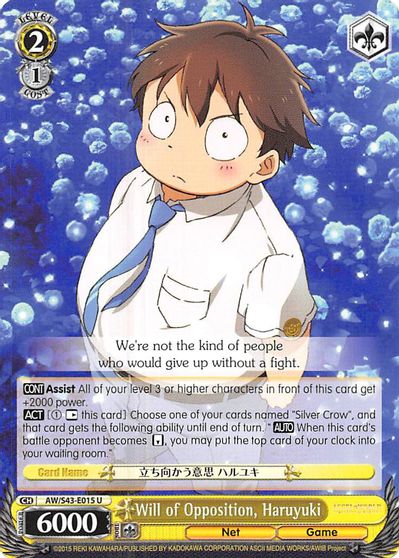 LEVEL
2
1
COST
We're not the kind of people
who would give up without a fight.
CONT Assist All of your level 3 or higher characters in front of this card get
+2000 power.
ACT [① this card] Choose one of your cards named "Silver Crow", and
that card gets the following ability until end of turn. " AUTO When this card's
battle opponent becomes [ ], you may put the top card of your clock into
your waiting room."
Card Name 立ち向かう意思 ハルユキ
CH AW/S43-E015 U
POWER 6000 SOUL Will of Opposition, Haruyuki
Net Game
©2015 REKI KAWAHARA/PUBLISHED BY KADOKAWA CORPORATION ASCII MEDIA WORKS/AWIB Project